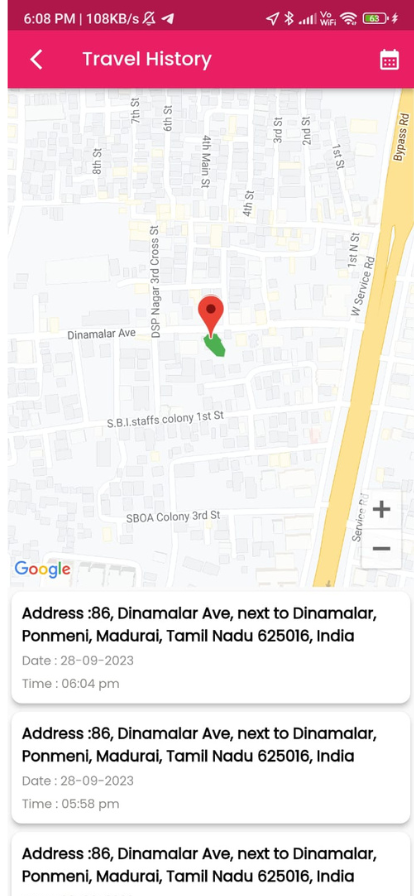 6:08 PM | 108KB/s
Vo
WiFi
63
Travel History
7th St
6th St
3rd St
2nd St
Bypass Rd
8th St
4th Main St
1st St
4th St
DSP Nagar 3rd Cross St
1st N St
W Service Rd
Dinamalar Ave
S.B.I.staffs colony 1st St
SBOA Colony 3rd St
Service Rd
+
−
Google
Address :86, Dinamalar Ave, next to Dinamalar,
Ponmeni, Madurai, Tamil Nadu 625016, India
Date : 28-09-2023
Time : 06:04 pm
Address :86, Dinamalar Ave, next to Dinamalar,
Ponmeni, Madurai, Tamil Nadu 625016, India
Date : 28-09-2023
Time : 05:58 pm
Address :86, Dinamalar Ave, next to Dinamalar,
Ponmeni, Madurai, Tamil Nadu 625016, India